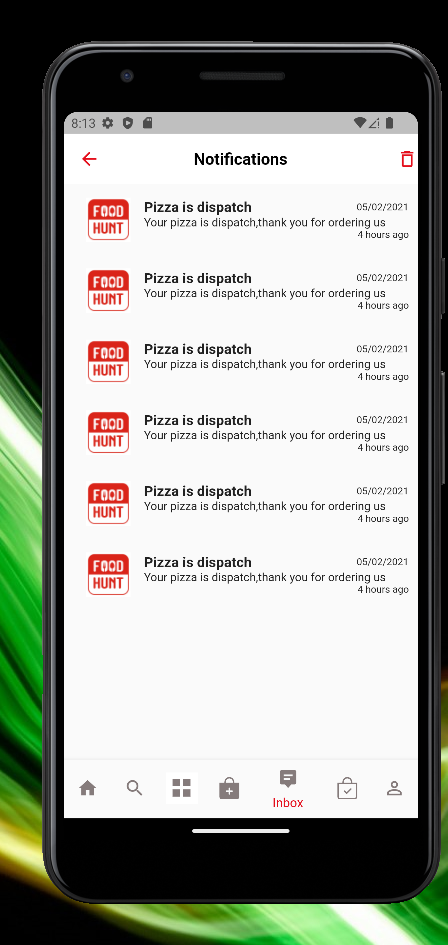 8:13
Notifications
FOOD
HUNT
Pizza is dispatch
05/02/2021
Your pizza is dispatch,thank you for ordering us
4 hours ago
FOOD
HUNT
Pizza is dispatch
05/02/2021
Your pizza is dispatch,thank you for ordering us
4 hours ago
FOOD
HUNT
Pizza is dispatch
05/02/2021
Your pizza is dispatch,thank you for ordering us
4 hours ago
FOOD
HUNT
Pizza is dispatch
05/02/2021
Your pizza is dispatch,thank you for ordering us
4 hours ago
FOOD
HUNT
Pizza is dispatch
05/02/2021
Your pizza is dispatch,thank you for ordering us
4 hours ago
FOOD
HUNT
Pizza is dispatch
05/02/2021
Your pizza is dispatch,thank you for ordering us
4 hours ago
Inbox